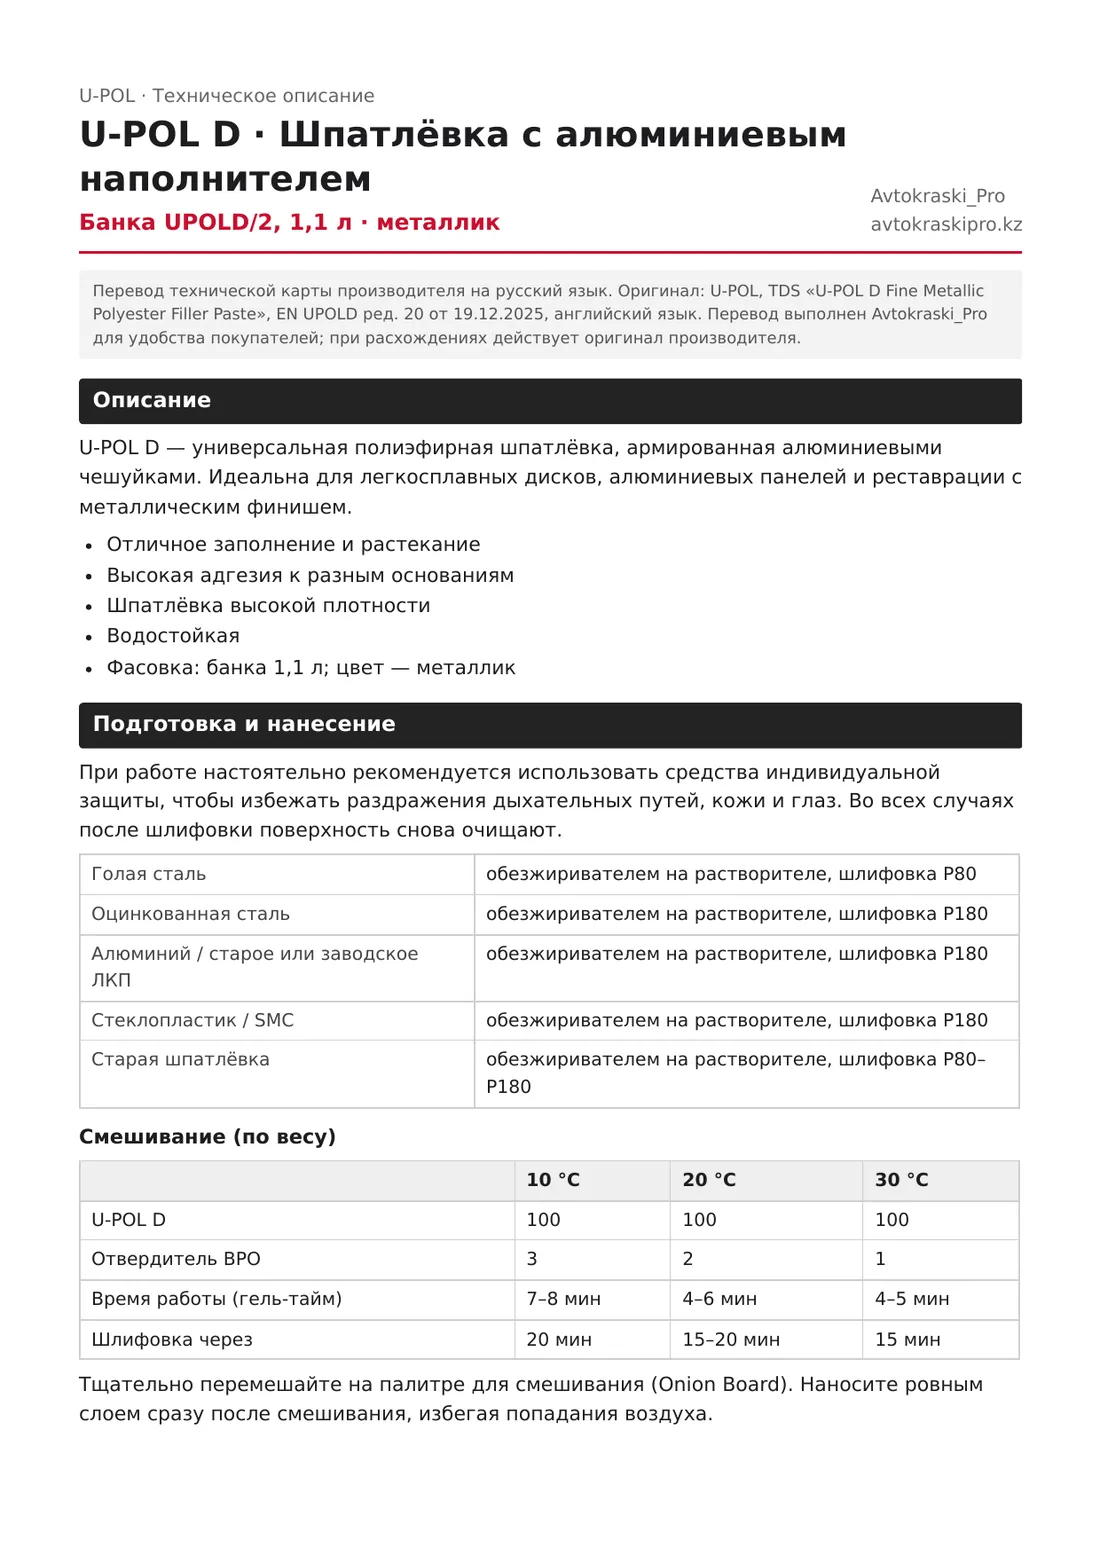 U-POL · Техническое описание
U-POL D · Шпатлёвка с алюминиевым
наполнителем
Банка UPOLD/2, 1,1 л · металлик
Avtokraski_Pro
avtokraskipro.kz
Перевод технической карты производителя на русский язык. Оригинал: U-POL, TDS «U-POL D Fine Metallic
Polyester Filler Paste», EN UPOLD ред. 20 от 19.12.2025, английский язык. Перевод выполнен Avtokraski_Pro
для удобства покупателей; при расхождениях действует оригинал производителя.
Описание
U-POL D — универсальная полиэфирная шпатлёвка, армированная алюминиевыми
чешуйками. Идеальна для легкосплавных дисков, алюминиевых панелей и реставрации с
металлическим финишем.
• Отличное заполнение и растекание
• Высокая адгезия к разным основаниям
• Шпатлёвка высокой плотности
• Водостойкая
• Фасовка: банка 1,1 л; цвет — металлик
Подготовка и нанесение
При работе настоятельно рекомендуется использовать средства индивидуальной
защиты, чтобы избежать раздражения дыхательных путей, кожи и глаз. Во всех случаях
после шлифовки поверхность снова очищают.
Голая сталь обезжиривателем на растворителе, шлифовка P80
Оцинкованная сталь обезжиривателем на растворителе, шлифовка P180
Алюминий / старое или заводское
ЛКП
обезжиривателем на растворителе, шлифовка P180
Стеклопластик / SMC обезжиривателем на растворителе, шлифовка P180
Старая шпатлёвка
обезжиривателем на растворителе, шлифовка P80–
P180
Смешивание (по весу)
10 °C 20 °C 30 °C
U-POL D 100 100 100
Отвердитель BPO 3 2 1
Время работы (гель-тайм) 7–8 мин 4–6 мин 4–5 мин
Шлифовка через 20 мин 15–20 мин 15 мин
Тщательно перемешайте на палитре для смешивания (Onion Board). Наносите ровным
слоем сразу после смешивания, избегая попадания воздуха.